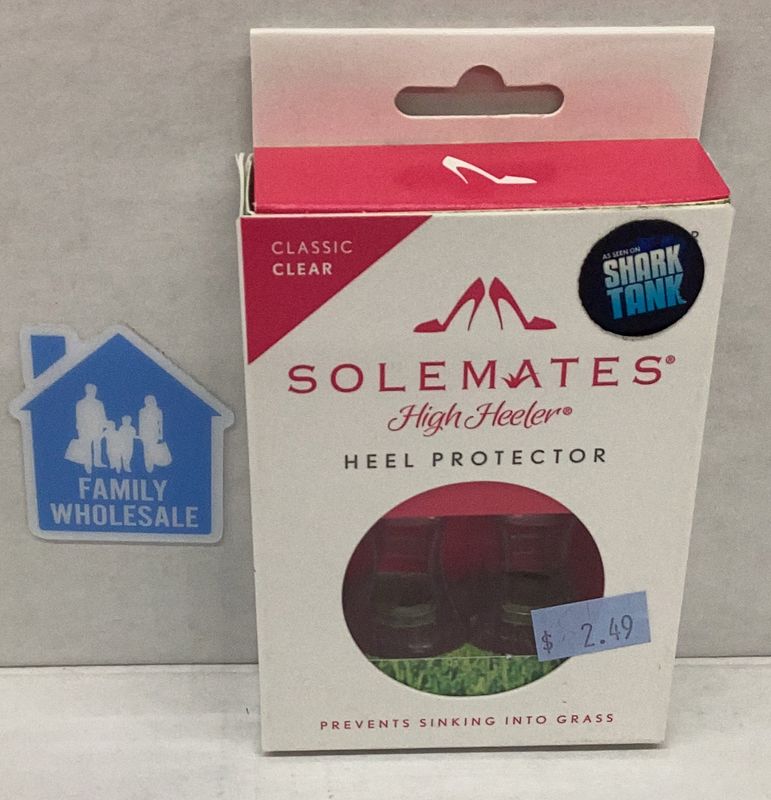 CLASSIC
CLEAR
AS SEEN ON
SHARK
TANK
SOLEMATES®
High Heeler®
HEEL PROTECTOR
$ 2.49
PREVENTS SINKING INTO GRASS
FAMILY
WHOLESALE